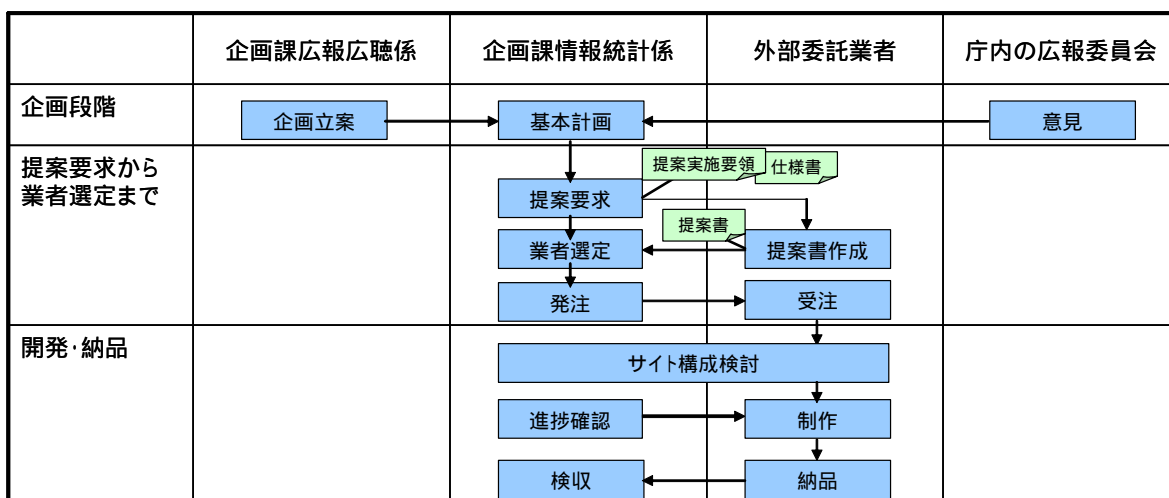 企画課広報広聴係
企画課情報統計係
外部委託業者
庁内の広報委員会
企画段階
企画立案
基本計画
意見
提案要求から
業者選定まで
提案実施要領
仕様書
提案要求
提案書
業者選定
提案書作成
発注
受注
開発・納品
サイト構成検討
進捗確認
制作
検収
納品